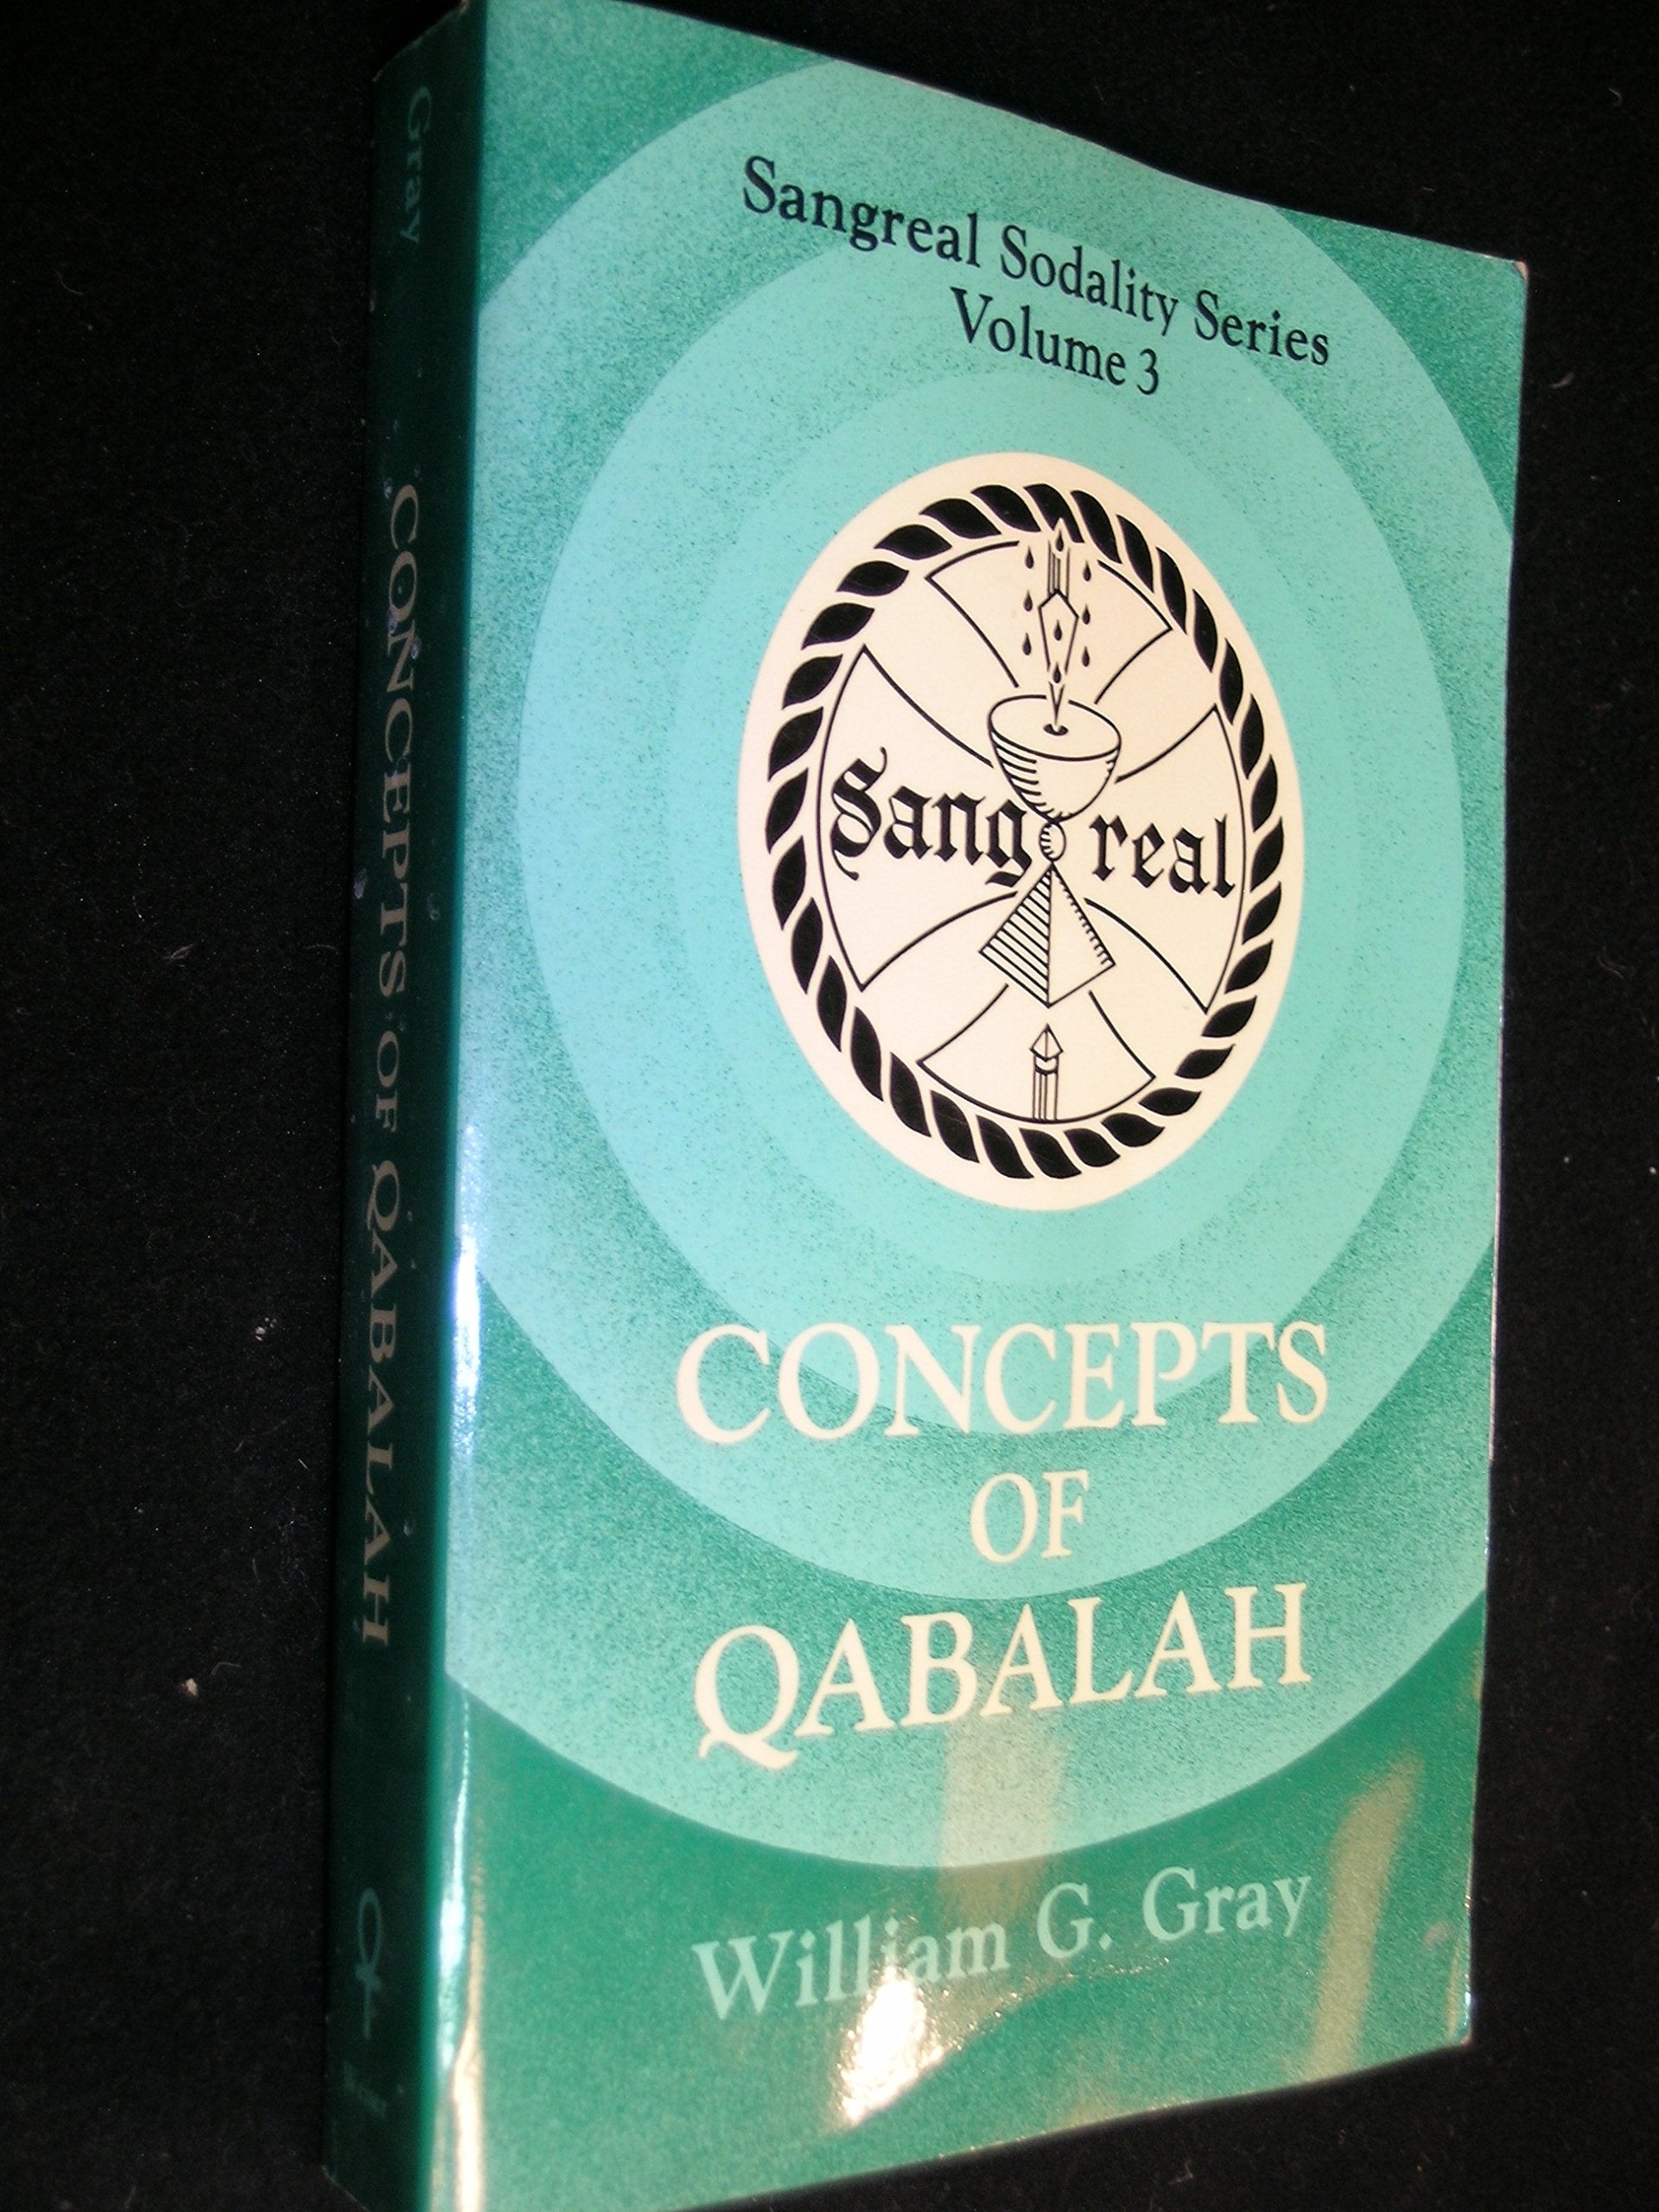 Gray
CONCEPTS OF QABALAH
Sangreal Sodality Series
Volume 3
Sang real
CONCEPTS
OF
QABALAH
William G. Gray